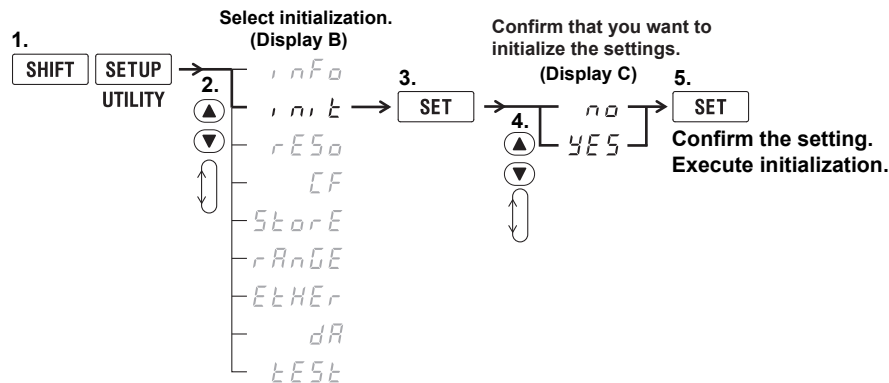 Select initialization.
(Display B)
Confirm that you want to
initialize the settings.
(Display C)
1.
SHIFT SETUP
UTILITY
2.
inFo
init
rESo
CF
StorE
rAnGE
EtHEr
dA
tESt
3.
SET
4.
no
YES
5.
SET
Confirm the setting.
Execute initialization.